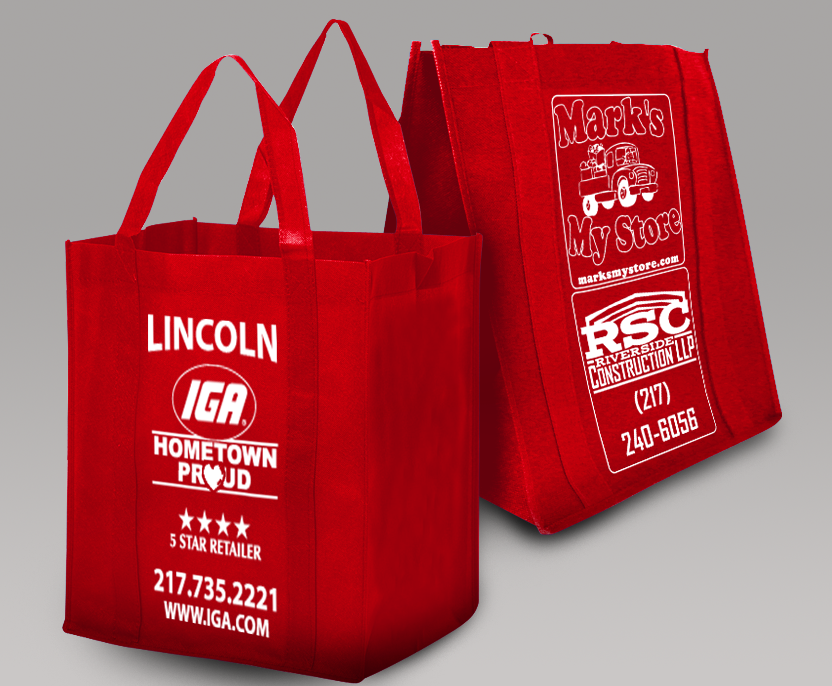 LINCOLN
IGA®
HOMETOWN
PROUD
★★★★
5 STAR RETAILER
217.735.2221
WWW.IGA.COM
Mark's
My Store
marksmystore.com
RSC
RIVERSIDE
CONSTRUCTION LLP
(217)
240-6056